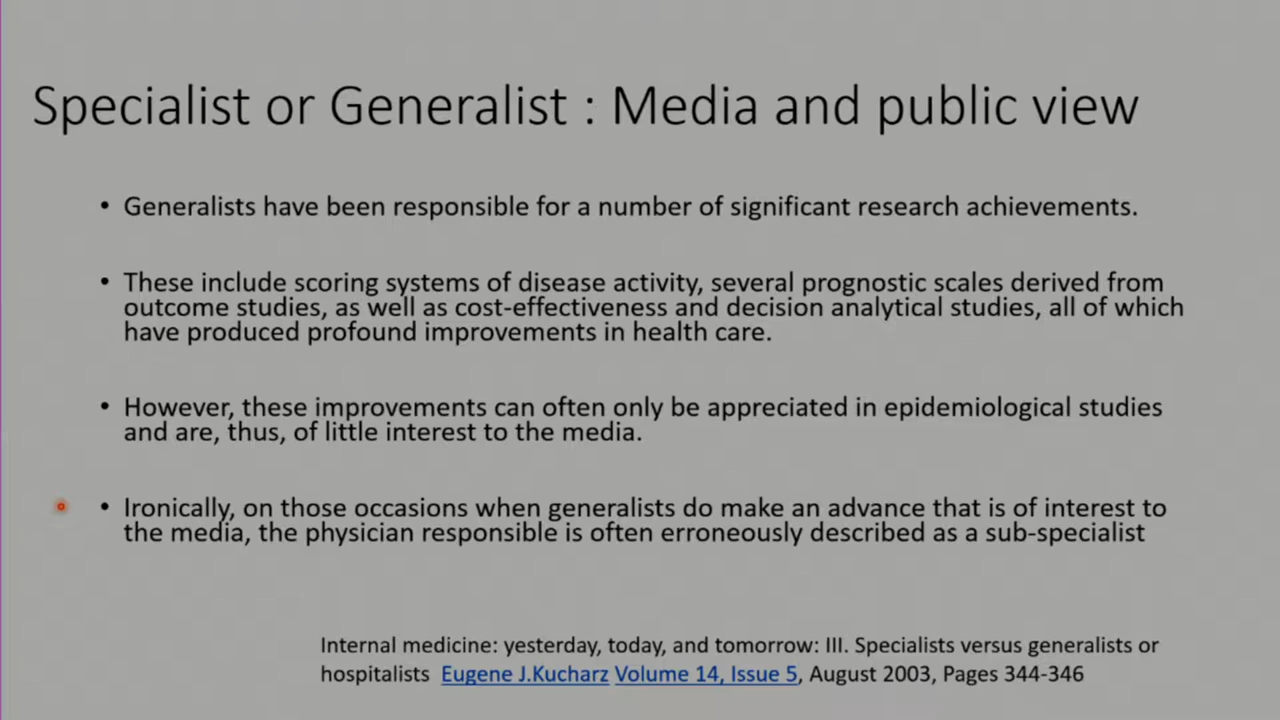 Specialist or Generalist : Media and public view
• Generalists have been responsible for a number of significant research achievements.
• These include scoring systems of disease activity, several prognostic scales derived from
outcome studies, as well as cost-effectiveness and decision analytical studies, all of which
have produced profound improvements in health care.
• However, these improvements can often only be appreciated in epidemiological studies
and are, thus, of little interest to the media.
• Ironically, on those occasions when generalists do make an advance that is of interest to
the media, the physician responsible is often erroneously described as a sub-specialist
Internal medicine: yesterday, today, and tomorrow: III. Specialists versus generalists or
hospitalists Eugene J.Kucharz Volume 14, Issue 5, August 2003, Pages 344-346